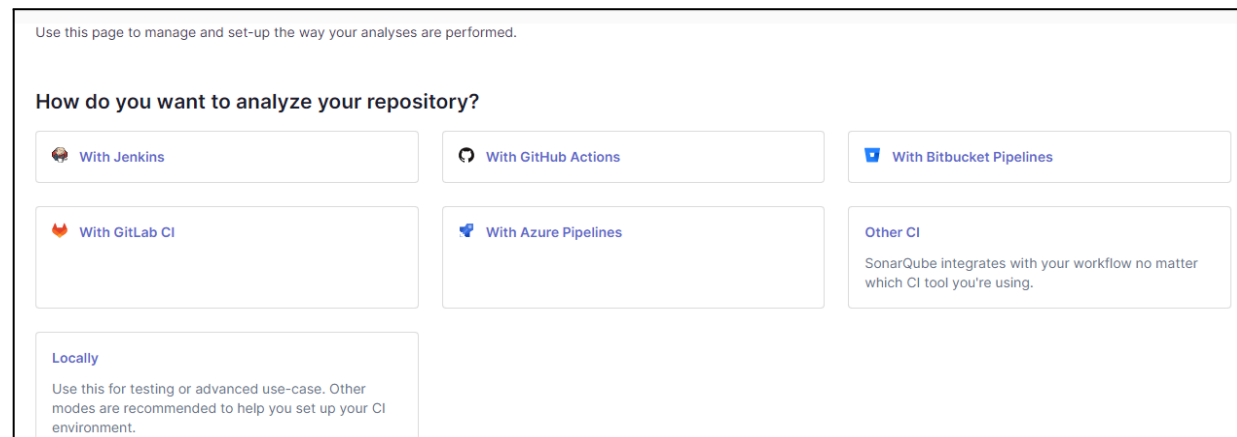 Use this page to manage and set-up the way your analyses are performed.
How do you want to analyze your repository?
With Jenkins
With GitHub Actions
With Bitbucket Pipelines
With GitLab CI
With Azure Pipelines
Other CI
SonarQube integrates with your workflow no matter
which CI tool you're using.
Locally
Use this for testing or advanced use-case. Other
modes are recommended to help you set up your CI
environment.